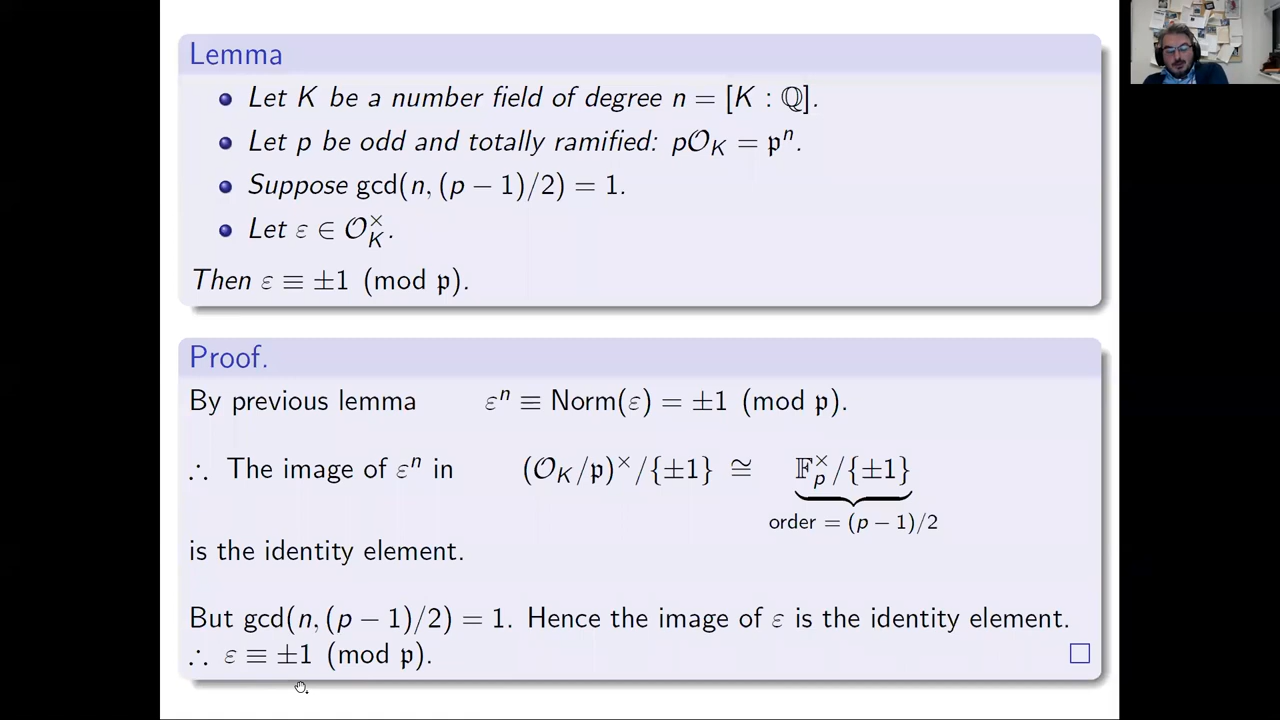 Lemma
Let K be a number field of degree n = [K : ℚ].
Let p be odd and totally ramified: p𝒪_K = 𝔭ⁿ.
Suppose gcd(n, (p − 1)/2) = 1.
Let ε ∈ 𝒪_K^×.
Then ε ≡ ±1 (mod 𝔭).
Proof.
By previous lemma εⁿ ≡ Norm(ε) = ±1 (mod 𝔭).
∴ The image of εⁿ in (𝒪_K/𝔭)^×/{±1} ≅ 𝔽_p^×/{±1}
order = (p − 1)/2
is the identity element.
But gcd(n, (p − 1)/2) = 1. Hence the image of ε is the identity element.
∴ ε ≡ ±1 (mod 𝔭). □